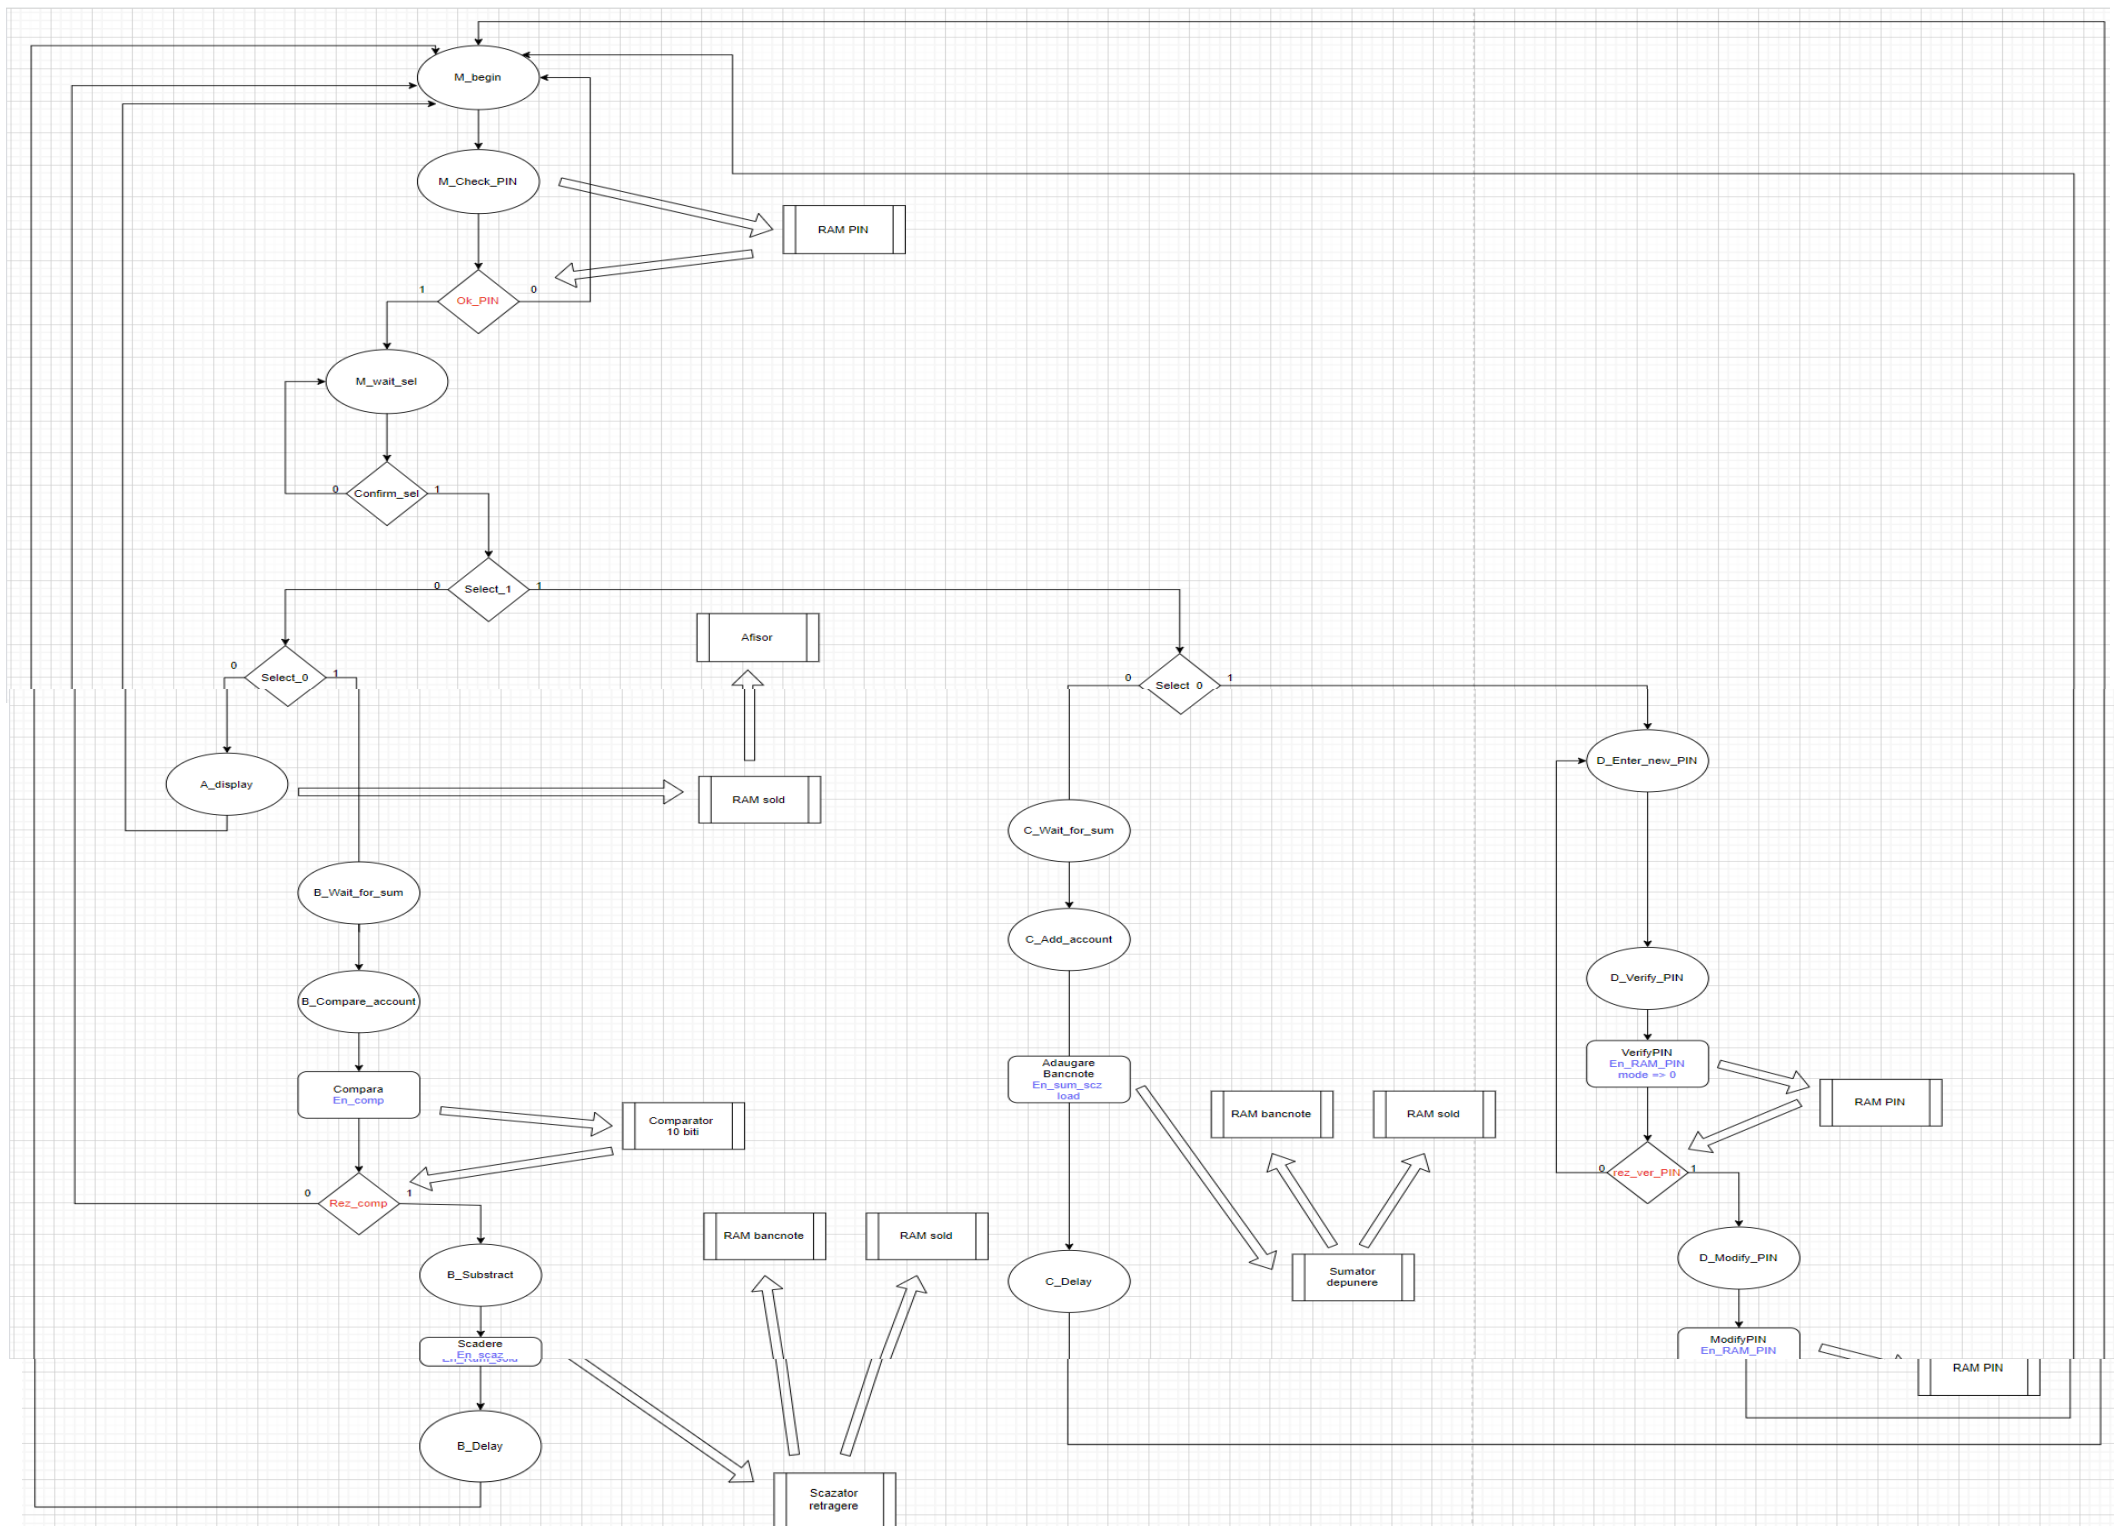 M_begin
M_Check_PIN
RAM PIN
1
0
Ok_PIN
M_wait_sel
0
1
Confirm_sel
0
1
Select_1
Afisor
0
1
Select_0
0
1
Select_0
D_Enter_new_PIN
A_display
RAM sold
C_Wait_for_sum
B_Wait_for_sum
C_Add_account
D_Verify_PIN
B_Compare_account
VerifyPIN
En_RAM_PIN
mode => 0
Adaugare
Bancnote
En_sum_scz
load
Compara
En_comp
RAM PIN
RAM bancnote
RAM sold
Comparator
10 biti
0
1
rez_ver_PIN
0
1
Rez_comp
RAM bancnote
RAM sold
D_Modify_PIN
B_Substract
C_Delay
Sumator
depunere
ModifyPIN
En_RAM_PIN
Scadere
En_scaz
En_Ram_sold
RAM PIN
B_Delay
Scazator
retragere